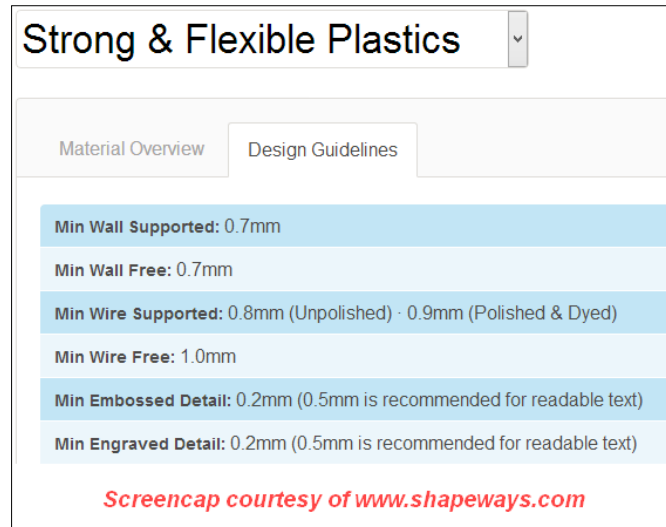 Strong & Flexible Plastics
Material Overview
Design Guidelines
Min Wall Supported: 0.7mm
Min Wall Free: 0.7mm
Min Wire Supported: 0.8mm (Unpolished) · 0.9mm (Polished & Dyed)
Min Wire Free: 1.0mm
Min Embossed Detail: 0.2mm (0.5mm is recommended for readable text)
Min Engraved Detail: 0.2mm (0.5mm is recommended for readable text)
Screencap courtesy of www.shapeways.com